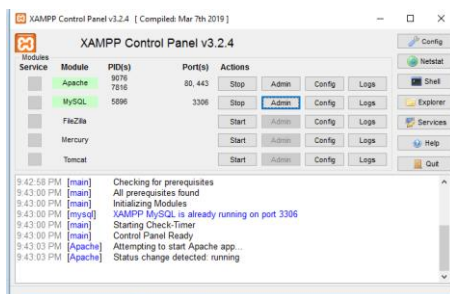 XAMPP Control Panel v3.2.4 [ Compiled: Mar 7th 2019 ]
XAMPP Control Panel v3.2.4
Config
Modules
Service Module PID(s) Port(s) Actions
Netstat
Apache 9076 7816 80, 443 Stop Admin Config Logs
Shell
MySQL 5896 3306 Stop Admin Config Logs
Explorer
FileZilla Start Admin Config Logs
Services
Mercury Start Admin Config Logs
Help
Tomcat Start Admin Config Logs
Quit
9:42:58 PM [main] Checking for prerequisites
9:43:00 PM [main] All prerequisites found
9:43:00 PM [main] Initializing Modules
9:43:00 PM [mysql] XAMPP MySQL is already running on port 3306
9:43:00 PM [main] Starting Check-Timer
9:43:00 PM [main] Control Panel Ready
9:43:03 PM [Apache] Attempting to start Apache app...
9:43:03 PM [Apache] Status change detected: running